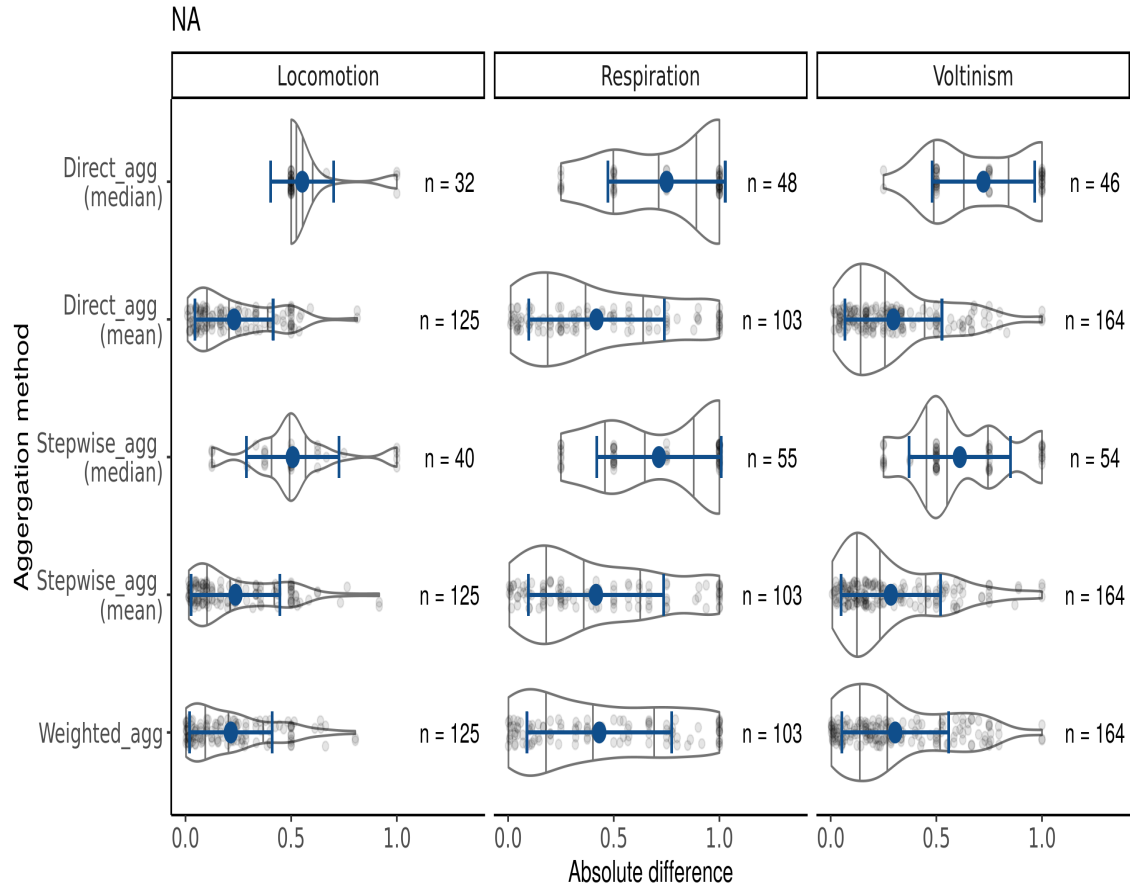 NA
Locomotion
Respiration
Voltinism
Direct_agg
(median)
n = 32
n = 48
n = 46
Direct_agg
(mean)
n = 125
n = 103
n = 164
Stepwise_agg
(median)
n = 40
n = 55
n = 54
Stepwise_agg
(mean)
n = 125
n = 103
n = 164
Weighted_agg
n = 125
n = 103
n = 164
Aggergation method
0.0
0.5
1.0
0.0
0.5
1.0
0.0
0.5
1.0
Absolute difference